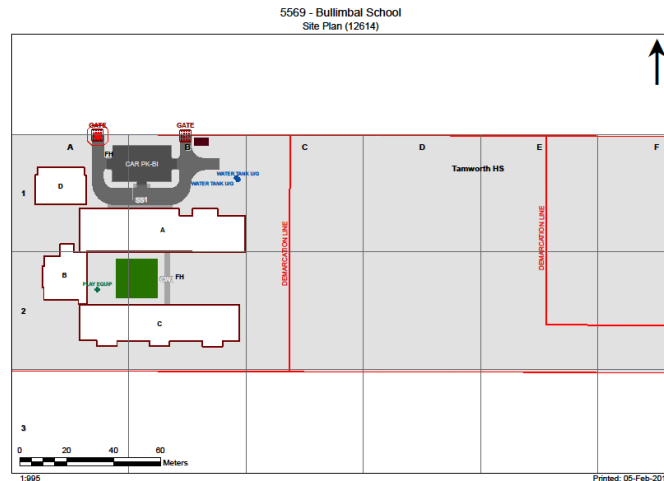 5569 - Bullimbal School
Site Plan (12614)
GATE
GATE
A
B
C
D
E
F
FH
CAR PK-BI
Tamworth HS
WATER TANK U/G
WATER TANK U/G
D
1
SS1
A
DEMARCATION LINE
DEMARCATION LINE
B
FH
PLAY EQUIP
2
C
3
0 20 40 60
Meters
1:995
Printed: 05-Feb-201